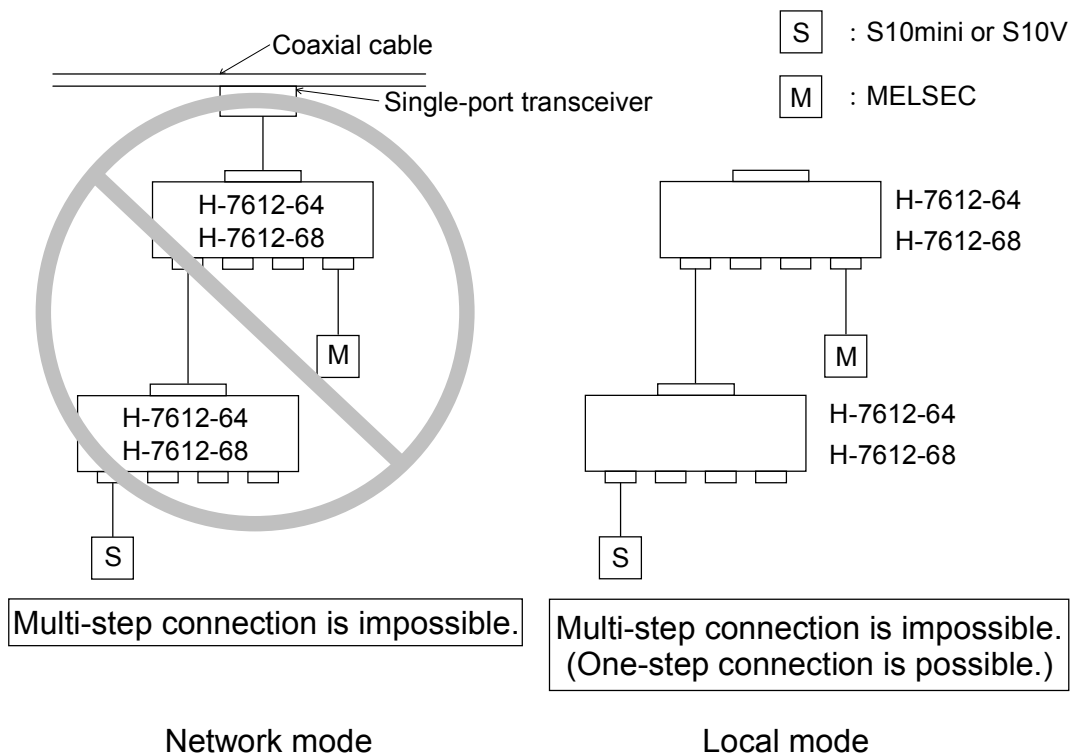 Coaxial cable
Single-port transceiver
S : S10mini or S10V
M : MELSEC
H-7612-64
H-7612-68
M
H-7612-64
H-7612-68
S
Multi-step connection is impossible.
Network mode
H-7612-64
H-7612-68
M
H-7612-64
H-7612-68
S
Multi-step connection is impossible.
(One-step connection is possible.)
Local mode